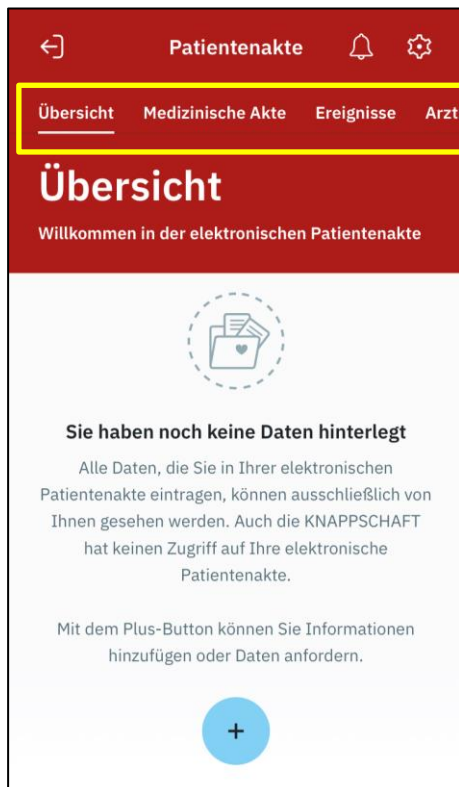 Patientenakte
Übersicht Medizinische Akte Ereignisse Arzt
Übersicht
Willkommen in der elektronischen Patientenakte
Sie haben noch keine Daten hinterlegt
Alle Daten, die Sie in Ihrer elektronischen
Patientenakte eintragen, können ausschließlich von
Ihnen gesehen werden. Auch die KNAPPSCHAFT
hat keinen Zugriff auf Ihre elektronische
Patientenakte.
Mit dem Plus-Button können Sie Informationen
hinzufügen oder Daten anfordern.
+